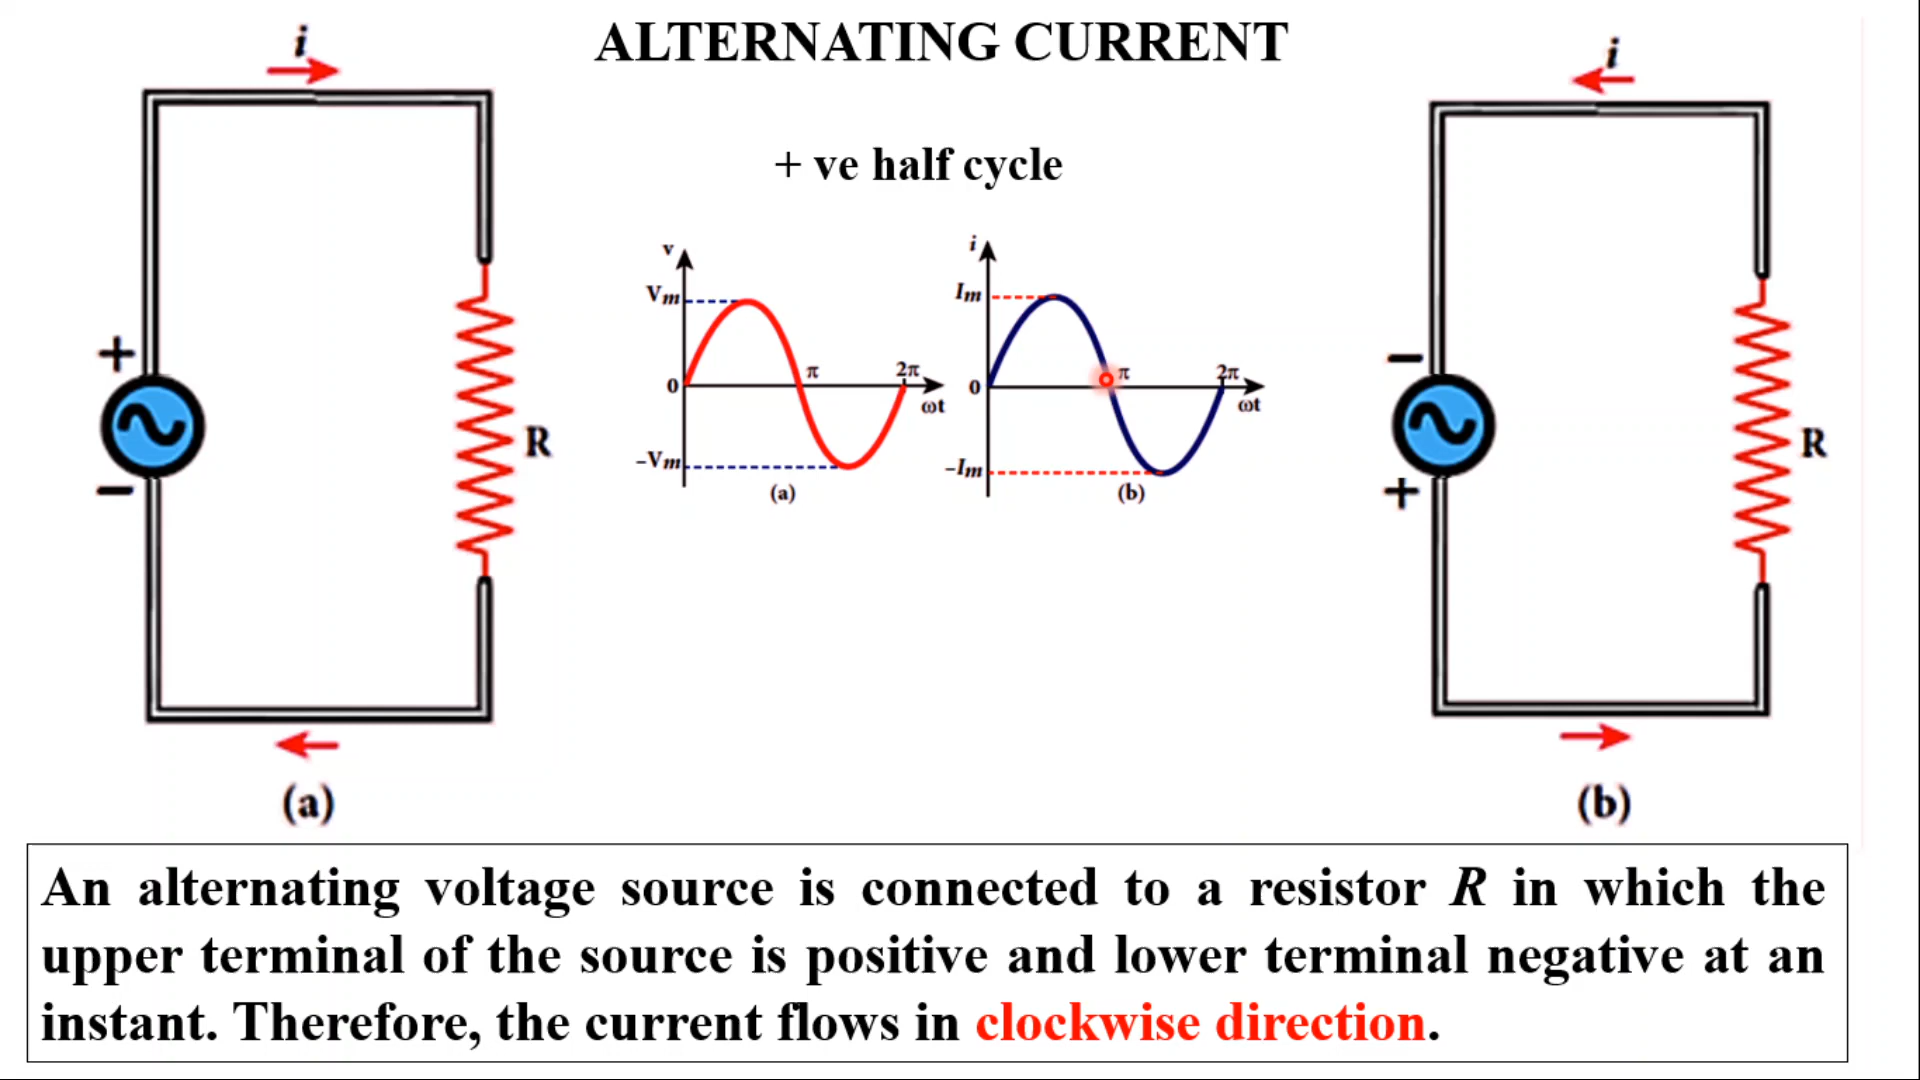 ALTERNATING CURRENT
i
i
+ ve half cycle
v
Vm
0
π
2π
ωt
−Vm
(a)
i
Im
0
π
2π
ωt
−Im
(b)
+
−
R
(a)
−
+
R
(b)
An alternating voltage source is connected to a resistor R in which the
upper terminal of the source is positive and lower terminal negative at an
instant. Therefore, the current flows in clockwise direction.